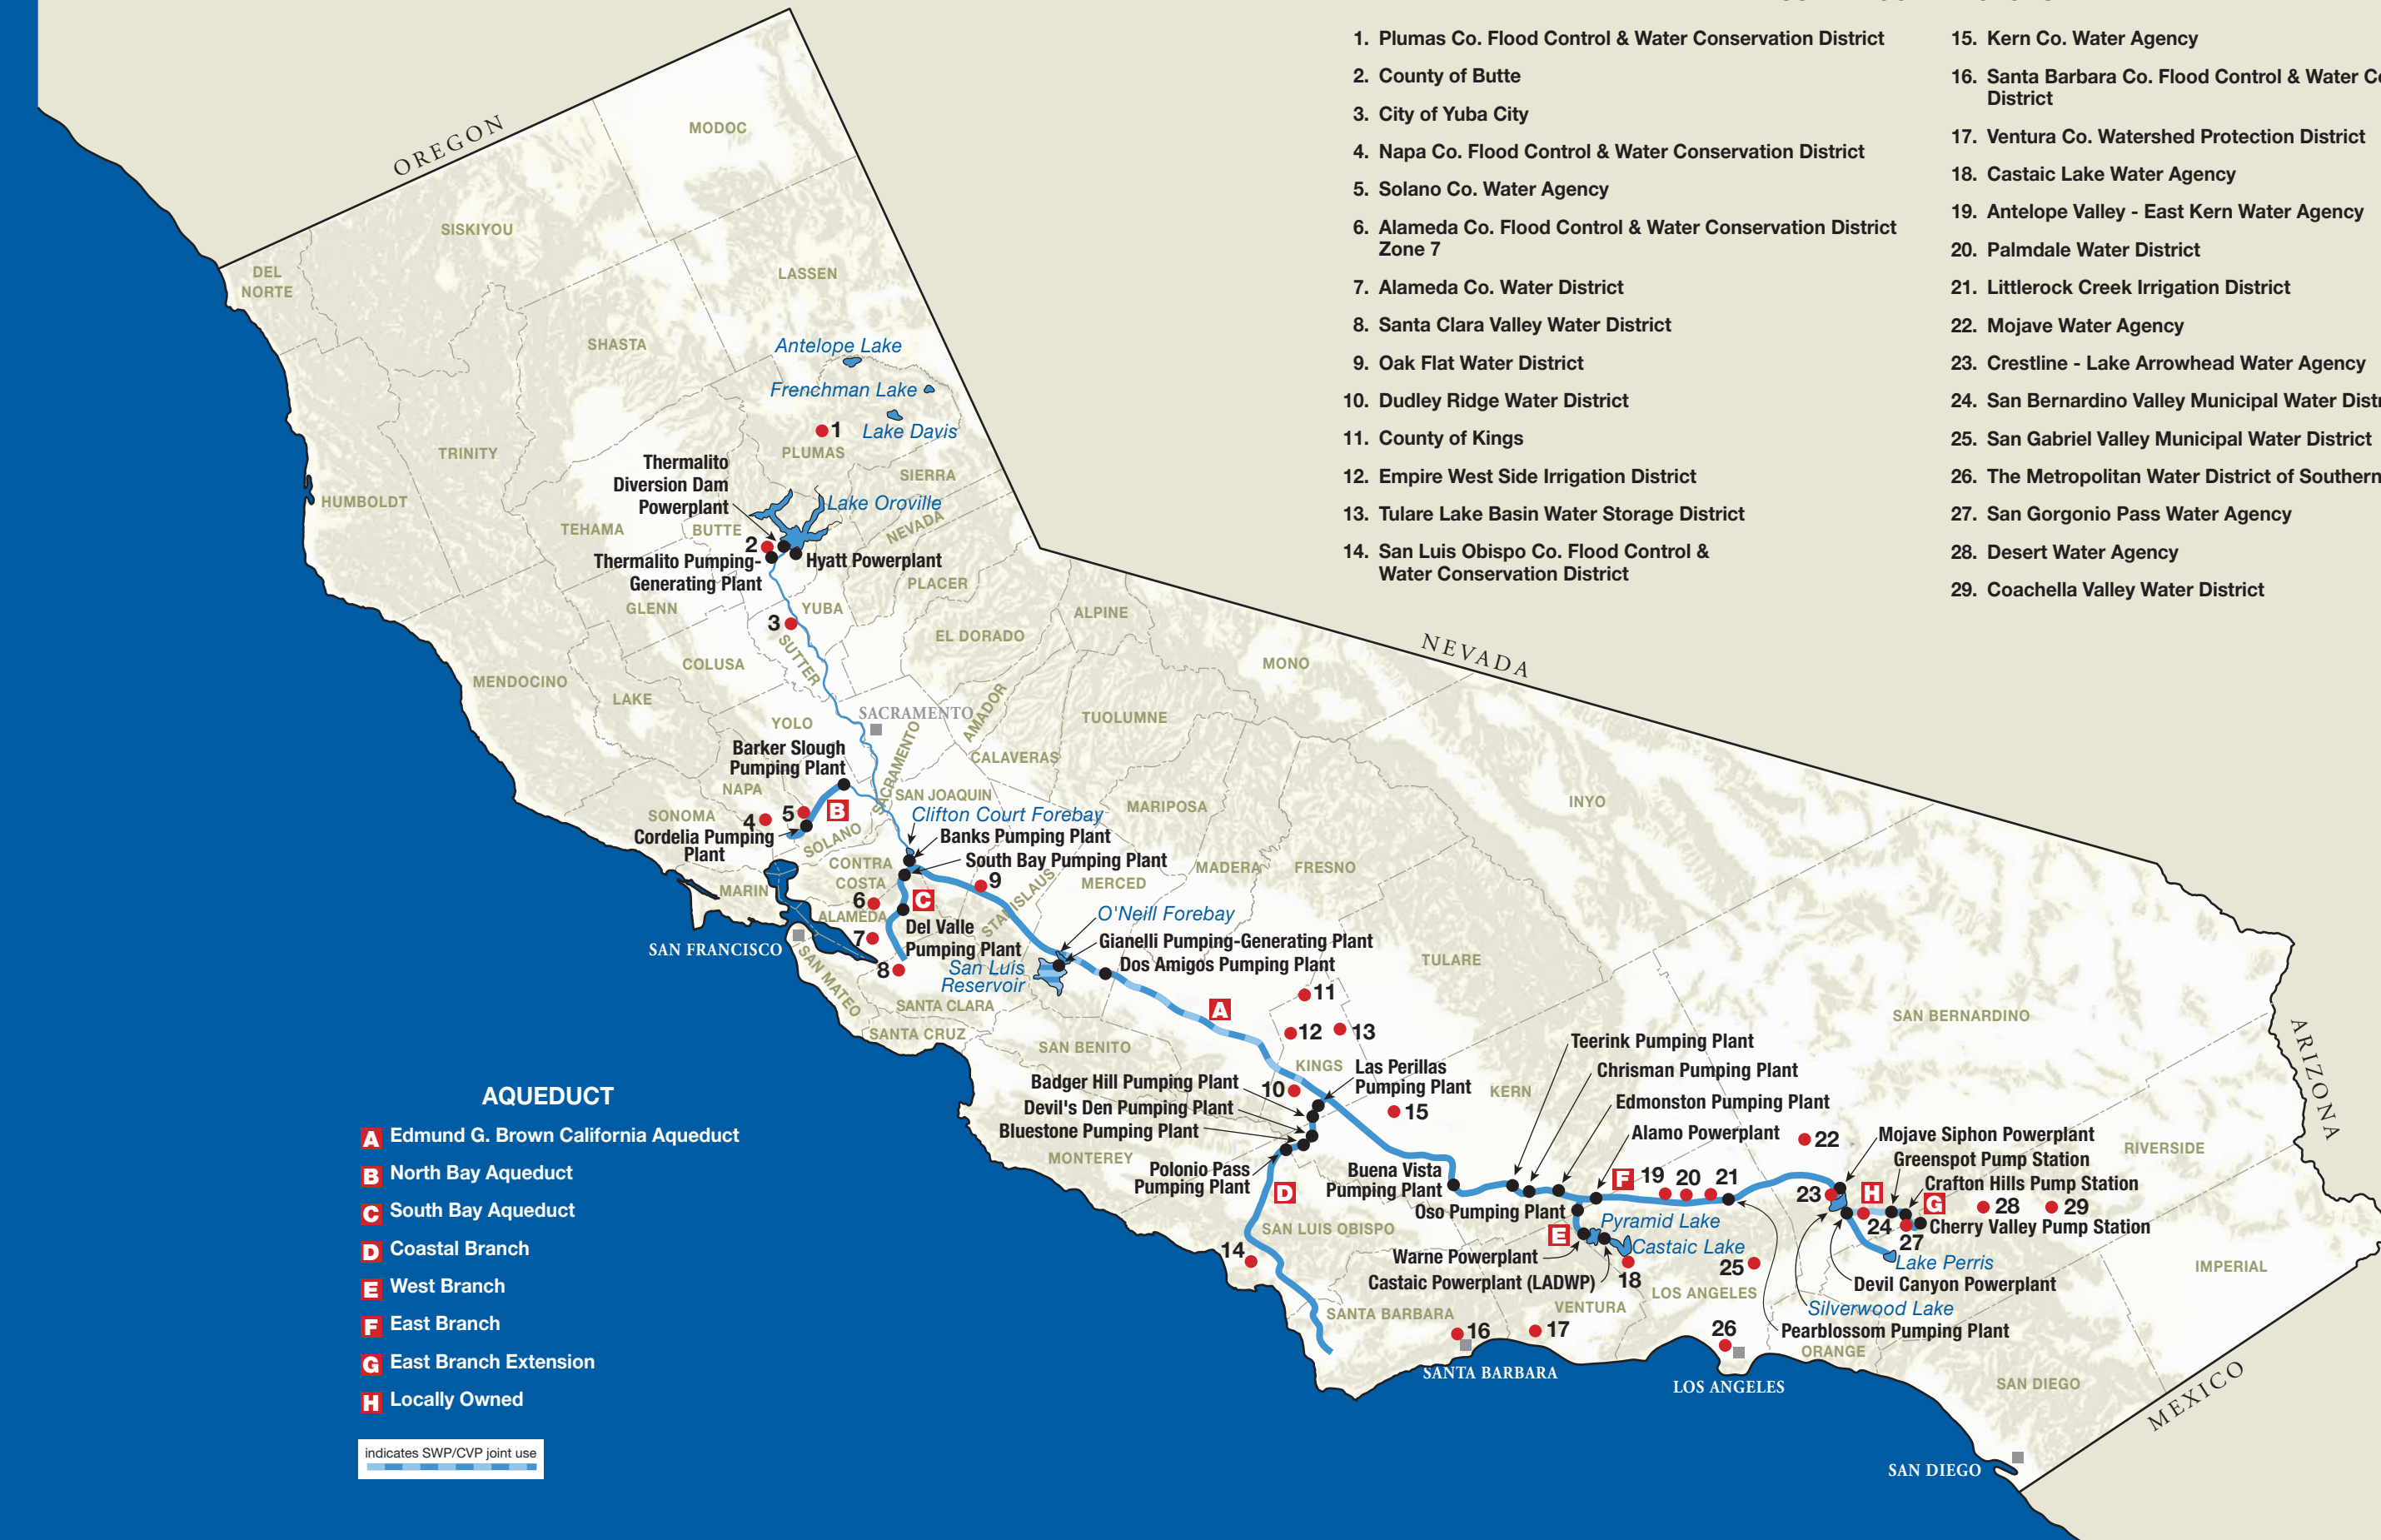 1. Plumas Co. Flood Control & Water Conservation District
2. County of Butte
3. City of Yuba City
4. Napa Co. Flood Control & Water Conservation District
5. Solano Co. Water Agency
6. Alameda Co. Flood Control & Water Conservation District
Zone 7
7. Alameda Co. Water District
8. Santa Clara Valley Water District
9. Oak Flat Water District
10. Dudley Ridge Water District
11. County of Kings
12. Empire West Side Irrigation District
13. Tulare Lake Basin Water Storage District
14. San Luis Obispo Co. Flood Control &
Water Conservation District
15. Kern Co. Water Agency
16. Santa Barbara Co. Flood Control & Water
District
17. Ventura Co. Watershed Protection District
18. Castaic Lake Water Agency
19. Antelope Valley - East Kern Water Agency
20. Palmdale Water District
21. Littlerock Creek Irrigation District
22. Mojave Water Agency
23. Crestline - Lake Arrowhead Water Agency
24. San Bernardino Valley Municipal Water
25. San Gabriel Valley Municipal Water District
26. The Metropolitan Water District of Southern
27. San Gorgonio Pass Water Agency
28. Desert Water Agency
29. Coachella Valley Water District
OREGON
MODOC
SISKIYOU
DEL
NORTE
LASSEN
SHASTA
Antelope Lake
Frenchman Lake
1
Lake Davis
PLUMAS
TRINITY
HUMBOLDT
Thermalito
Diversion Dam
Powerplant
SIERRA
Lake Oroville
TEHAMA
BUTTE
NEVADA
2
Thermalito Pumping-
Generating Plant
Hyatt Powerplant
PLACER
GLENN
YUBA
3
SUTTER
EL DORADO
ALPINE
NEVADA
COLUSA
MONO
MENDOCINO
LAKE
YOLO
SACRAMENTO
AMADOR
TUOLUMNE
Barker Slough
Pumping Plant
SACRAMENTO
CALAVERAS
NAPA
SAN JOAQUIN
MARIPOSA
INYO
SONOMA
4
5
B
Cordelia Pumping
Plant
SOLANO
Clifton Court Forebay
Banks Pumping Plant
South Bay Pumping Plant
CONTRA
COSTA
MARIN
9
STANISLAUS
MERCED
MADERA
FRESNO
6
C
ALAMEDA
7
Del Valle
Pumping Plant
O'Neill Forebay
Gianelli Pumping-Generating Plant
Dos Amigos Pumping Plant
SAN FRANCISCO
SAN MATEO
8
San Luis
Reservoir
TULARE
SANTA CLARA
SANTA CRUZ
A
11
12
13
SAN BENITO
KINGS
SAN BERNARDINO
ARIZONA
Badger Hill Pumping Plant
10
Las Perillas
Pumping Plant
Devil's Den Pumping Plant
Bluestone Pumping Plant
15
KERN
Teerink Pumping Plant
Chrisman Pumping Plant
Edmonston Pumping Plant
Alamo Powerplant
22
Mojave Siphon Powerplant
Greenspot Pump Station
Crafton Hills Pump Station
RIVERSIDE
MONTEREY
Polonio Pass
Pumping Plant
D
Buena Vista
Pumping Plant
F
19
20
21
23
H
G
28
29
24
Cherry Valley Pump Station
27
Oso Pumping Plant
Pyramid Lake
E
Castaic Lake
SAN LUIS OBISPO
14
Warne Powerplant
Castaic Powerplant (LADWP)
18
25
Lake Perris
Devil Canyon Powerplant
IMPERIAL
LOS ANGELES
Silverwood Lake
SANTA BARBARA
VENTURA
16
17
26
Pearblossom Pumping Plant
ORANGE
SANTA BARBARA
LOS ANGELES
SAN DIEGO
MEXICO
SAN DIEGO
AQUEDUCT
A Edmund G. Brown California Aqueduct
B North Bay Aqueduct
C South Bay Aqueduct
D Coastal Branch
E West Branch
F East Branch
G East Branch Extension
H Locally Owned
indicates SWP/CVP joint use